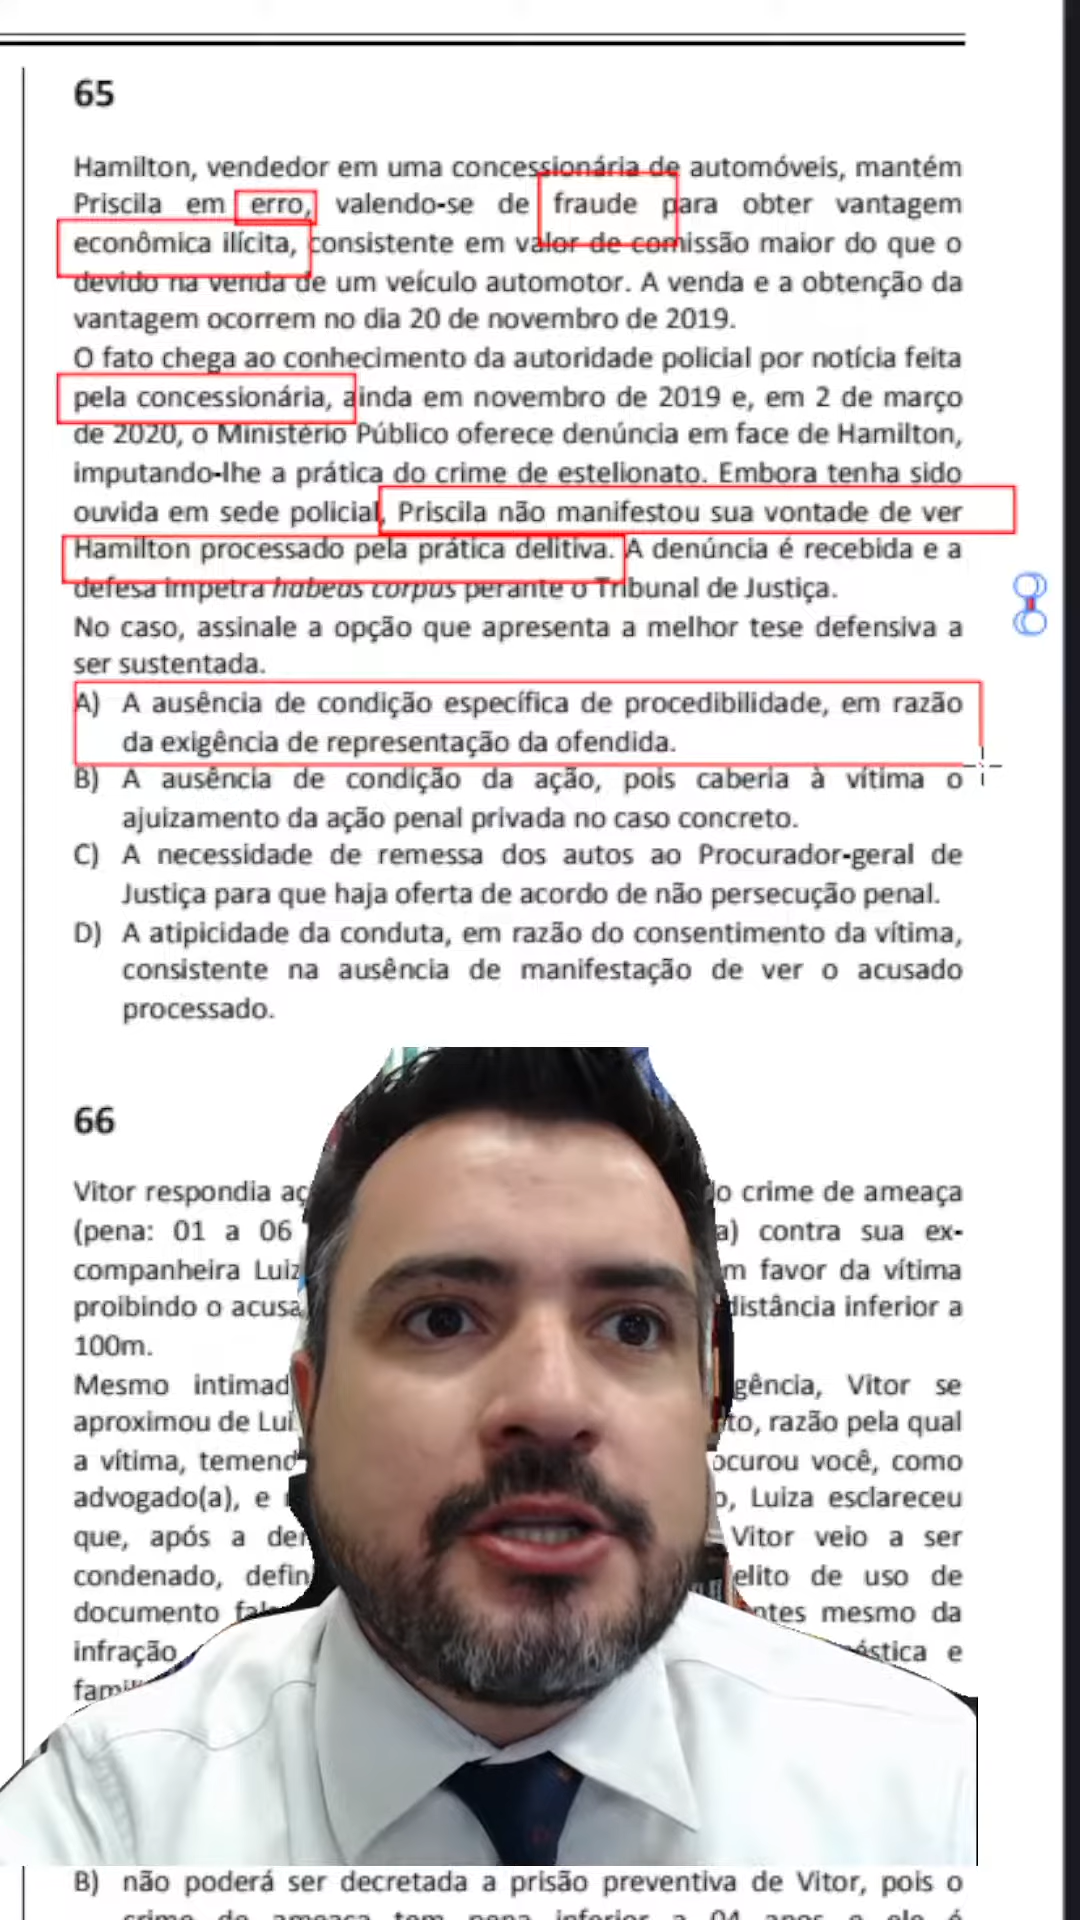 65
Hamilton, vendedor em uma concessionária de automóveis, mantém
Priscila em erro, valendo-se de fraude para obter vantagem
econômica ilícita, consistente em valor de comissão maior do que o
devido na venda de um veículo automotor. A venda e a obtenção da
vantagem ocorrem no dia 20 de novembro de 2019.
O fato chega ao conhecimento da autoridade policial por notícia feita
pela concessionária, ainda em novembro de 2019 e, em 2 de março
de 2020, o Ministério Público oferece denúncia em face de Hamilton,
imputando-lhe a prática do crime de estelionato. Embora tenha sido
ouvida em sede policial, Priscila não manifestou sua vontade de ver
Hamilton processado pela prática delitiva. A denúncia é recebida e a
defesa impetra habeas corpus perante o Tribunal de Justiça.
No caso, assinale a opção que apresenta a melhor tese defensiva a
ser sustentada.
A) A ausência de condição específica de procedibilidade, em razão
da exigência de representação da ofendida.
B) A ausência de condição da ação, pois caberia à vítima o
ajuizamento da ação penal privada no caso concreto.
C) A necessidade de remessa dos autos ao Procurador-geral de
Justiça para que haja oferta de acordo de não persecução penal.
D) A atipicidade da conduta, em razão do consentimento da vítima,
consistente na ausência de manifestação de ver o acusado
processado.
66
Vitor respondia crime de ameaça
(pena: 01 a 06 contra sua ex-
companheira favor da vítima
proibindo o distância inferior a
100m.
Mesmo Vitor se
aproximou de razão pela qual
a vítima, você, como
advogado(a), e Luiza esclareceu
que, após a Vitor veio a ser
condenado, de uso de
documento mesmo da
infração e
B) não poderá ser decretada a prisão preventiva de Vitor, pois o
crime de ameaça tem pena inferior a 04 anos e ele é